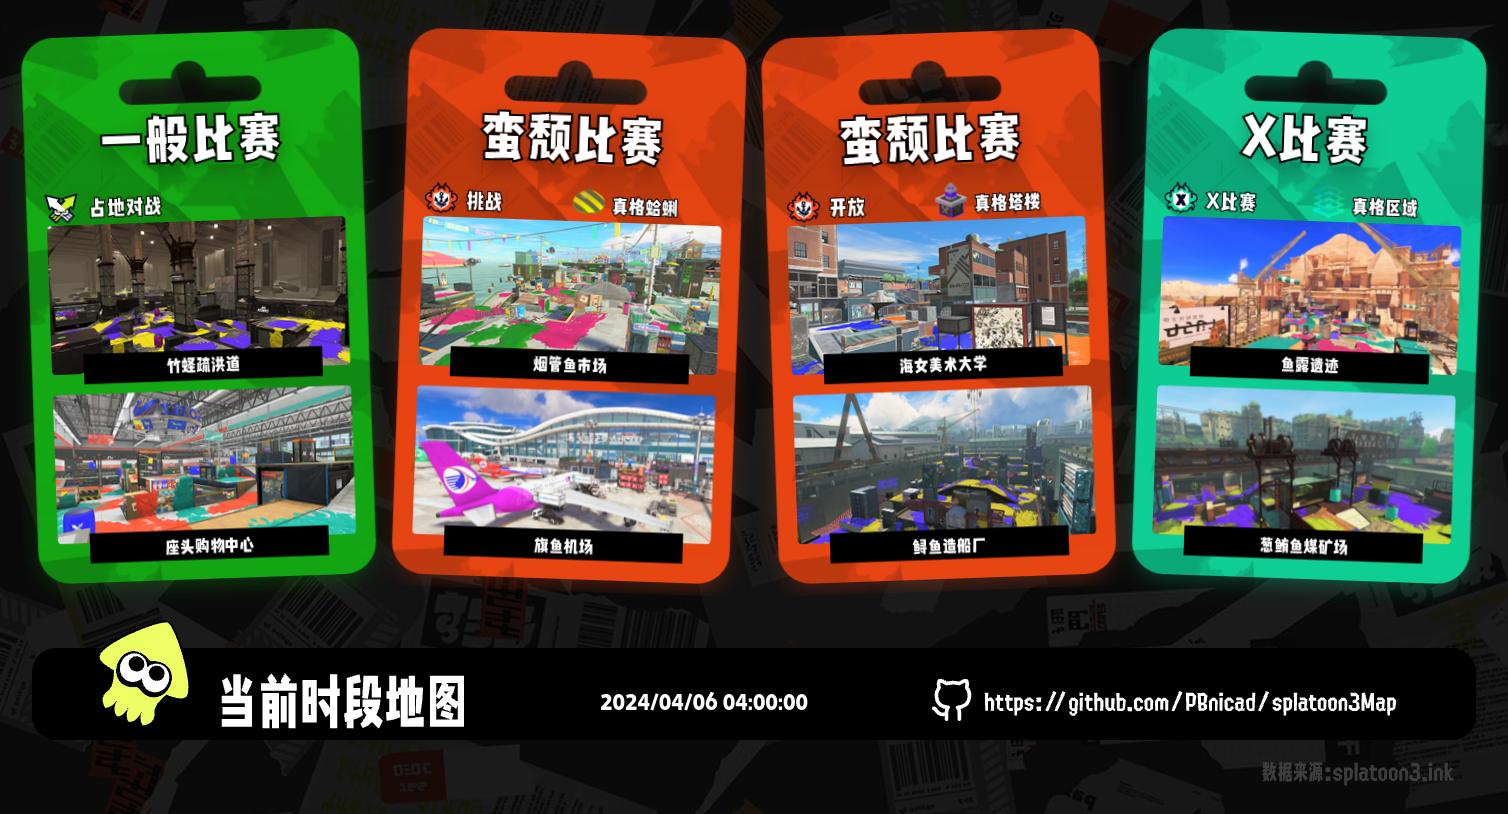 一般比赛
占地对战
竹蛏疏洪道
座头购物中心
蛮颓比赛
挑战
真格蛤蜊
烟管鱼市场
旗鱼机场
蛮颓比赛
开放
真格塔楼
海女美术大学
鲟鱼造船厂
X比赛
X比赛
真格区域
鱼露遗迹
葱鲔鱼煤矿场
当前时段地图
2024/04/06 04:00:00
https://github.com/PBnicad/splatoon3Map
数据来源:splatoon3.ink